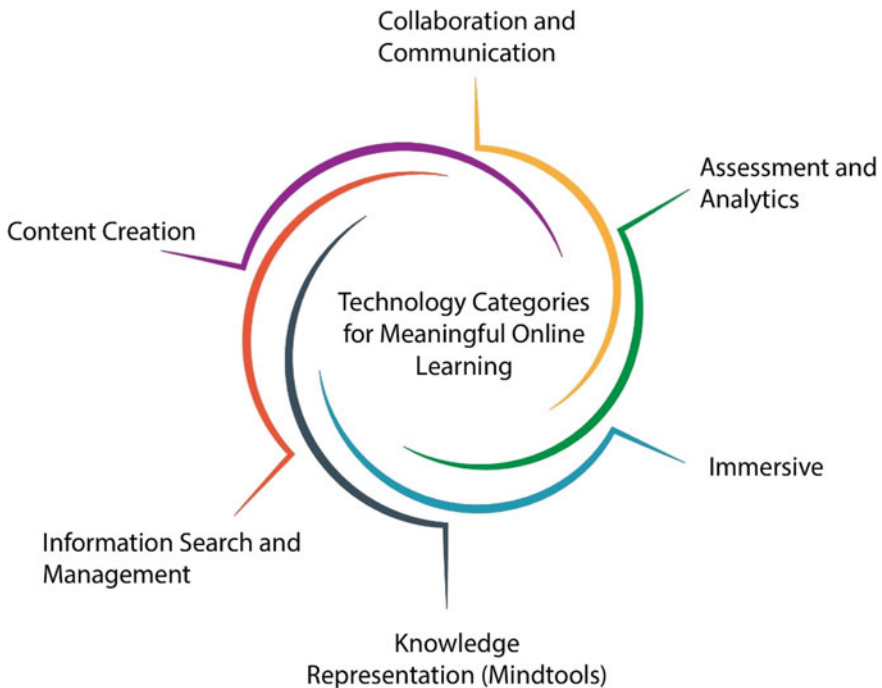 Collaboration and
Communication
Assessment and
Analytics
Content Creation
Technology Categories
for Meaningful Online
Learning
Immersive
Information Search and
Management
Knowledge
Representation (Mindtools)